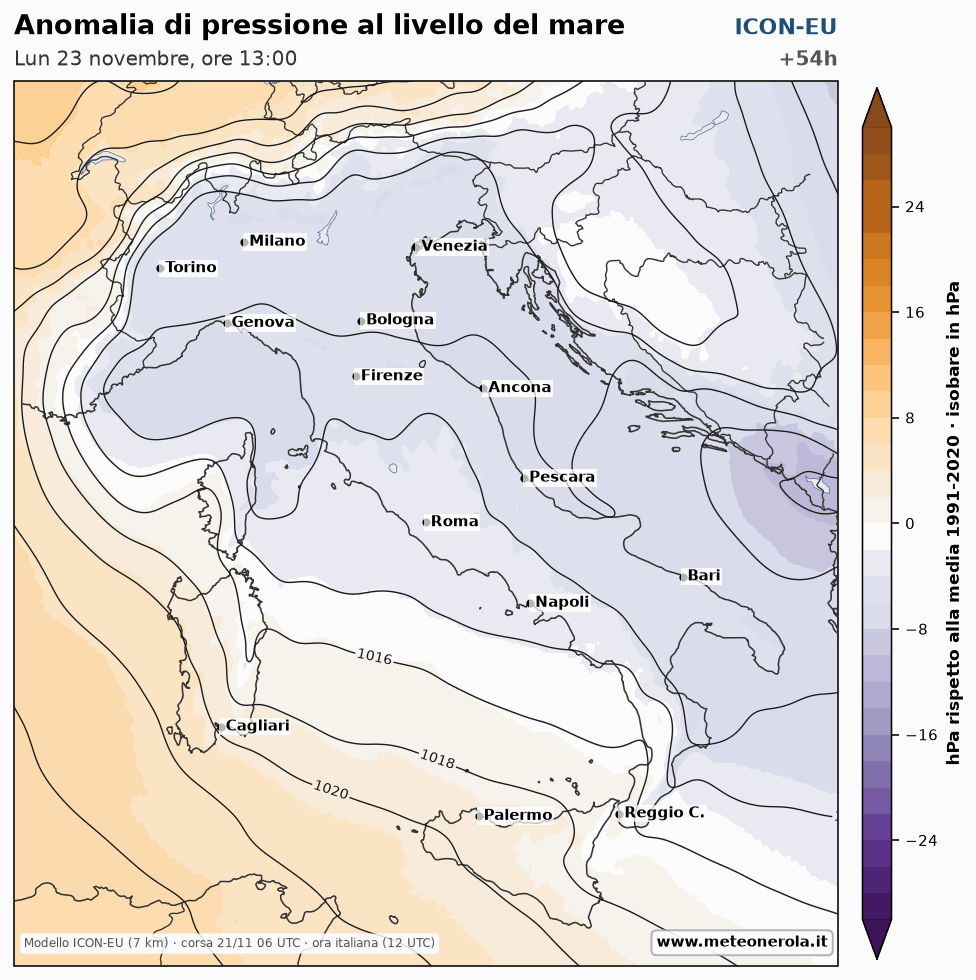 Anomalia di pressione al livello del mare
ICON-EU
Lun 23 novembre, ore 13:00
+54h
Milano
Venezia
Torino
Genova
Bologna
Firenze
Ancona
Pescara
Roma
Bari
Napoli
1016
Cagliari
1018
1020
Palermo
Reggio C.
24
16
8
0
−8
−16
−24
hPa rispetto alla media 1991-2020 · isobare in hPa
Modello ICON-EU (7 km) · corsa 21/11 06 UTC · ora italiana (12 UTC)
www.meteonerola.it